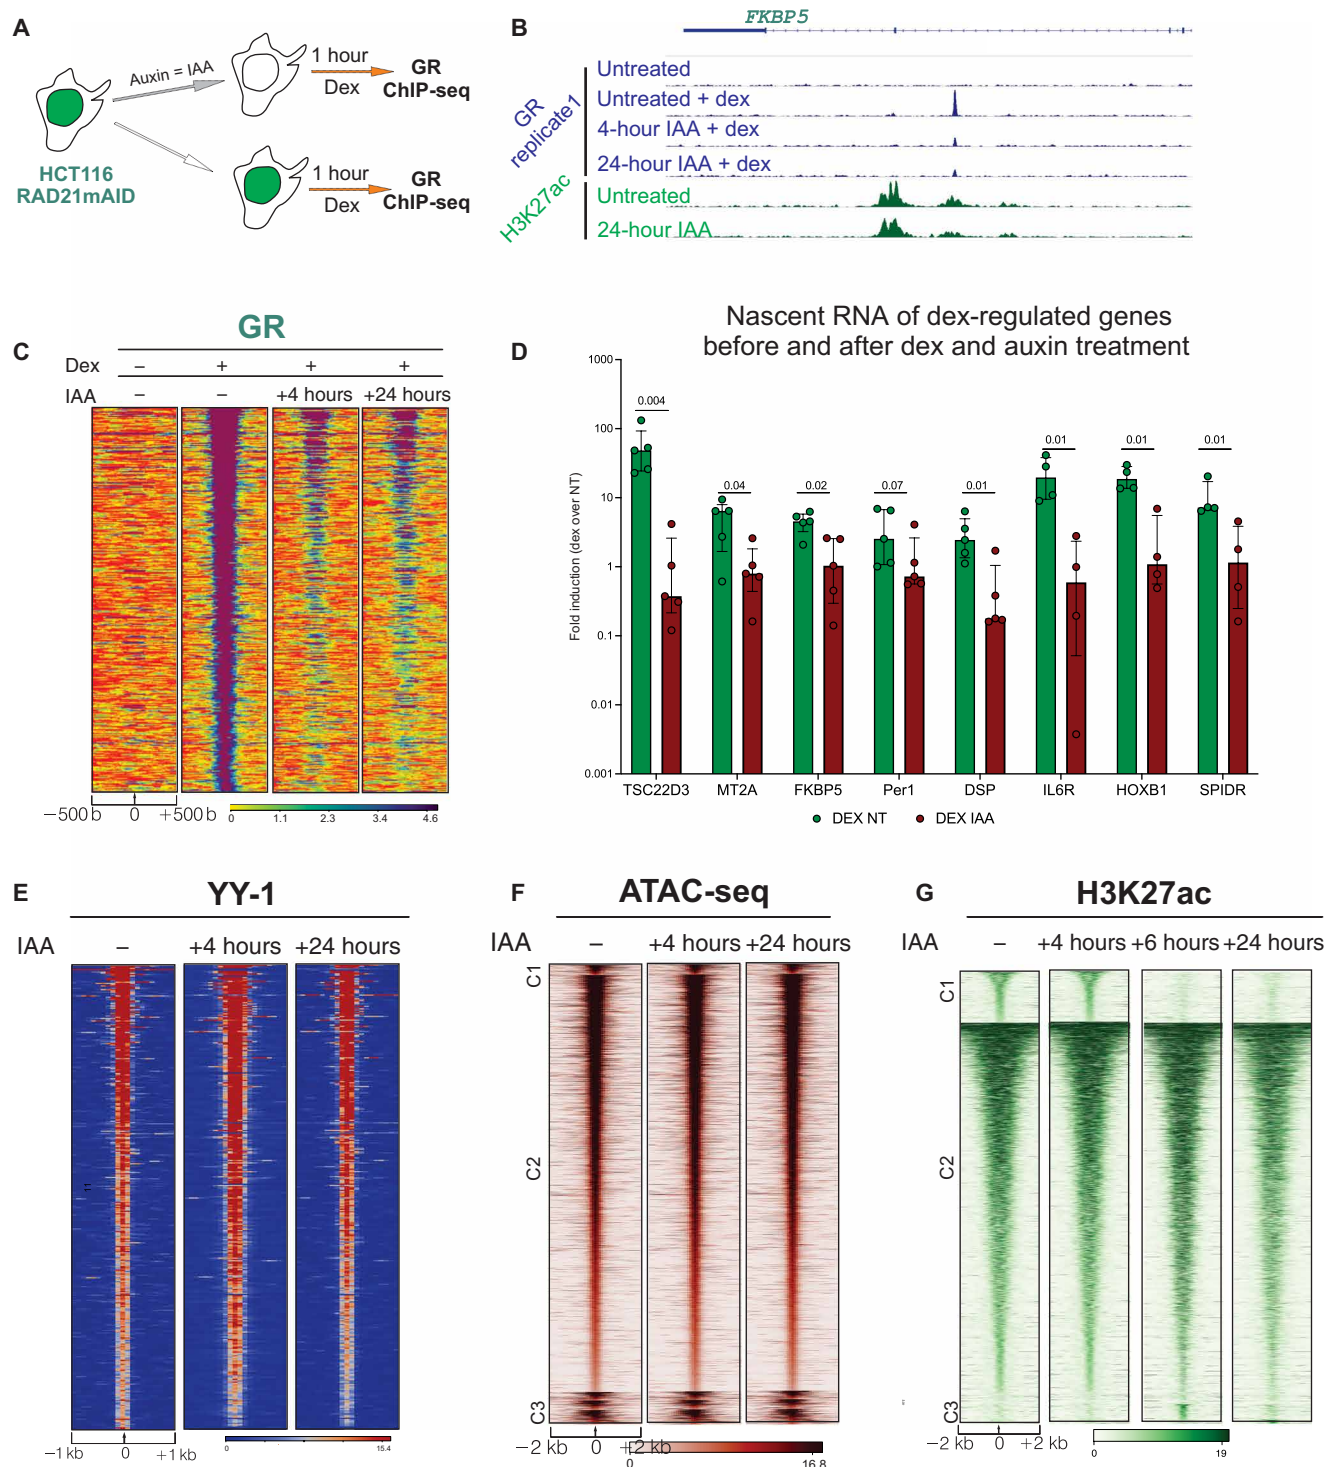 A
Auxin = IAA
1 hour
Dex
GR
ChIP-seq
HCT116
RAD21mAID
1 hour
Dex
GR
ChIP-seq
B
FKBP5
GR
replicate1
Untreated
Untreated + dex
4-hour IAA + dex
24-hour IAA + dex
H3K27ac
Untreated
24-hour IAA
C
GR
Dex – + + +
IAA – – +4 hours +24 hours
−500 b 0 +500 b
0 1.1 2.3 3.4 4.6
D
Nascent RNA of dex-regulated genes
before and after dex and auxin treatment
Fold induction (dex over NT)
1000
100
10
1
0.1
0.01
0.001
0.004 0.04 0.02 0.07 0.01 0.01 0.01 0.01
TSC22D3 MT2A FKBP5 Per1 DSP IL6R HOXB1 SPIDR
DEX NT DEX IAA
E
YY-1
IAA – +4 hours +24 hours
−1 kb 0 +1 kb
0 15.4
F
ATAC-seq
IAA – +4 hours +24 hours
C1
C2
C3
−2 kb 0 +2 kb
0 16.8
G
H3K27ac
IAA – +4 hours +6 hours +24 hours
C1
C2
C3
−2 kb 0 +2 kb
0 19